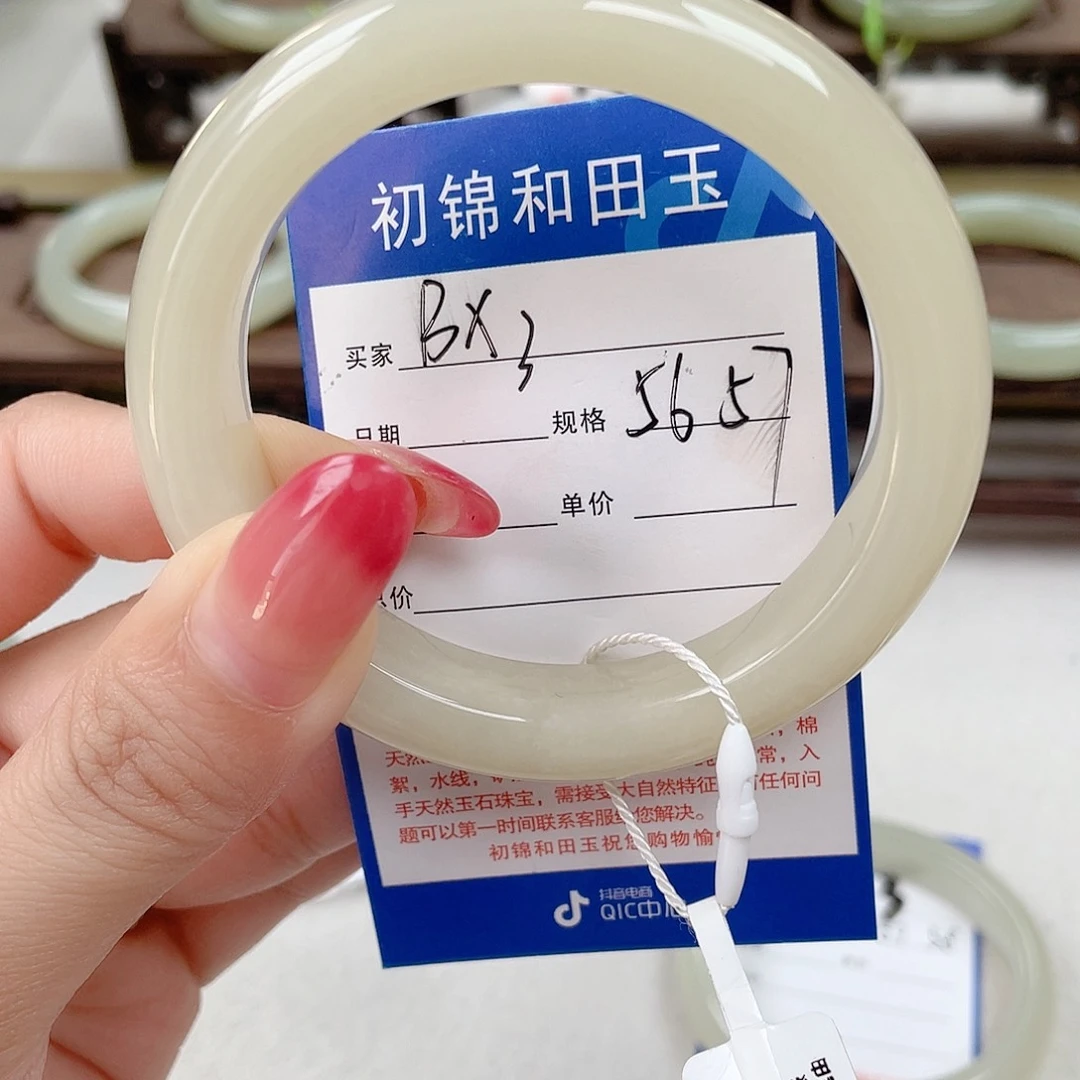 初锦和田玉
买家 BX3
日期 规格 5657
单价
价
天然 棉
絮，水线， 常，入
手天然玉石珠宝，需接受大自然特征 任何问
题可以第一时间联系客服 您解决。
初锦和田玉祝您购物愉
抖音电商
QIC中心